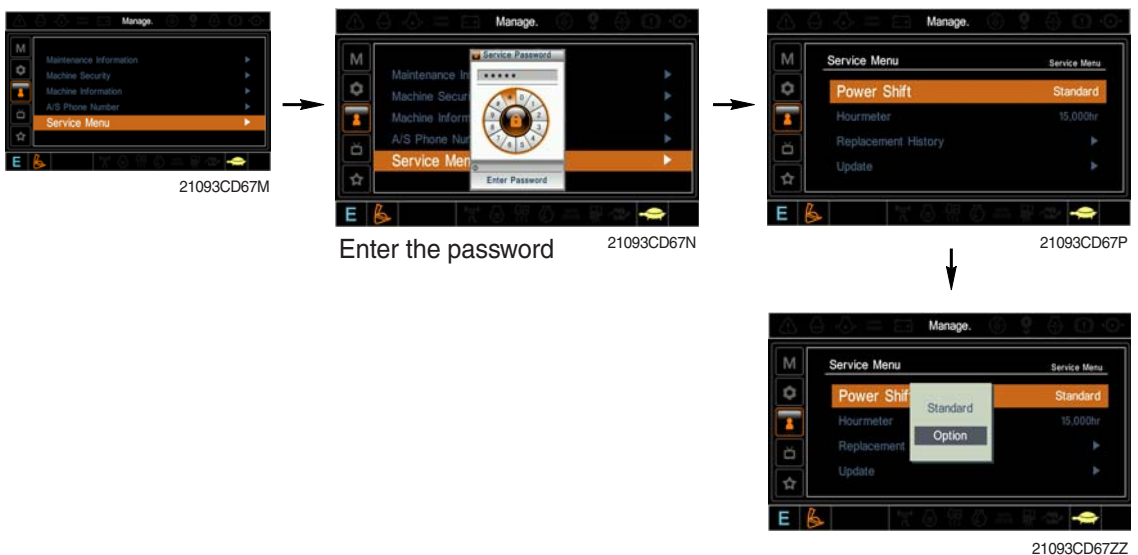 Manage.
M
Maintenance Information
Machine Security
Machine Information
A/S Phone Number
Service Menu
E
21093CD67M
Manage.
M
Service Password
*****
Maintenance In
Machine Secur
Machine Inform
A/S Phone Nu
Service Men
Enter Password
E
Enter the password
21093CD67N
Manage.
M
Service Menu
Service Menu
Power Shift
Standard
Hourmeter
15,000hr
Replacement History
Update
E
21093CD67P
Manage.
M
Service Menu
Service Menu
Power Shif
Standard
Standard
Hourmeter
15,000hr
Option
Replacement
Update
E
21093CD67ZZ